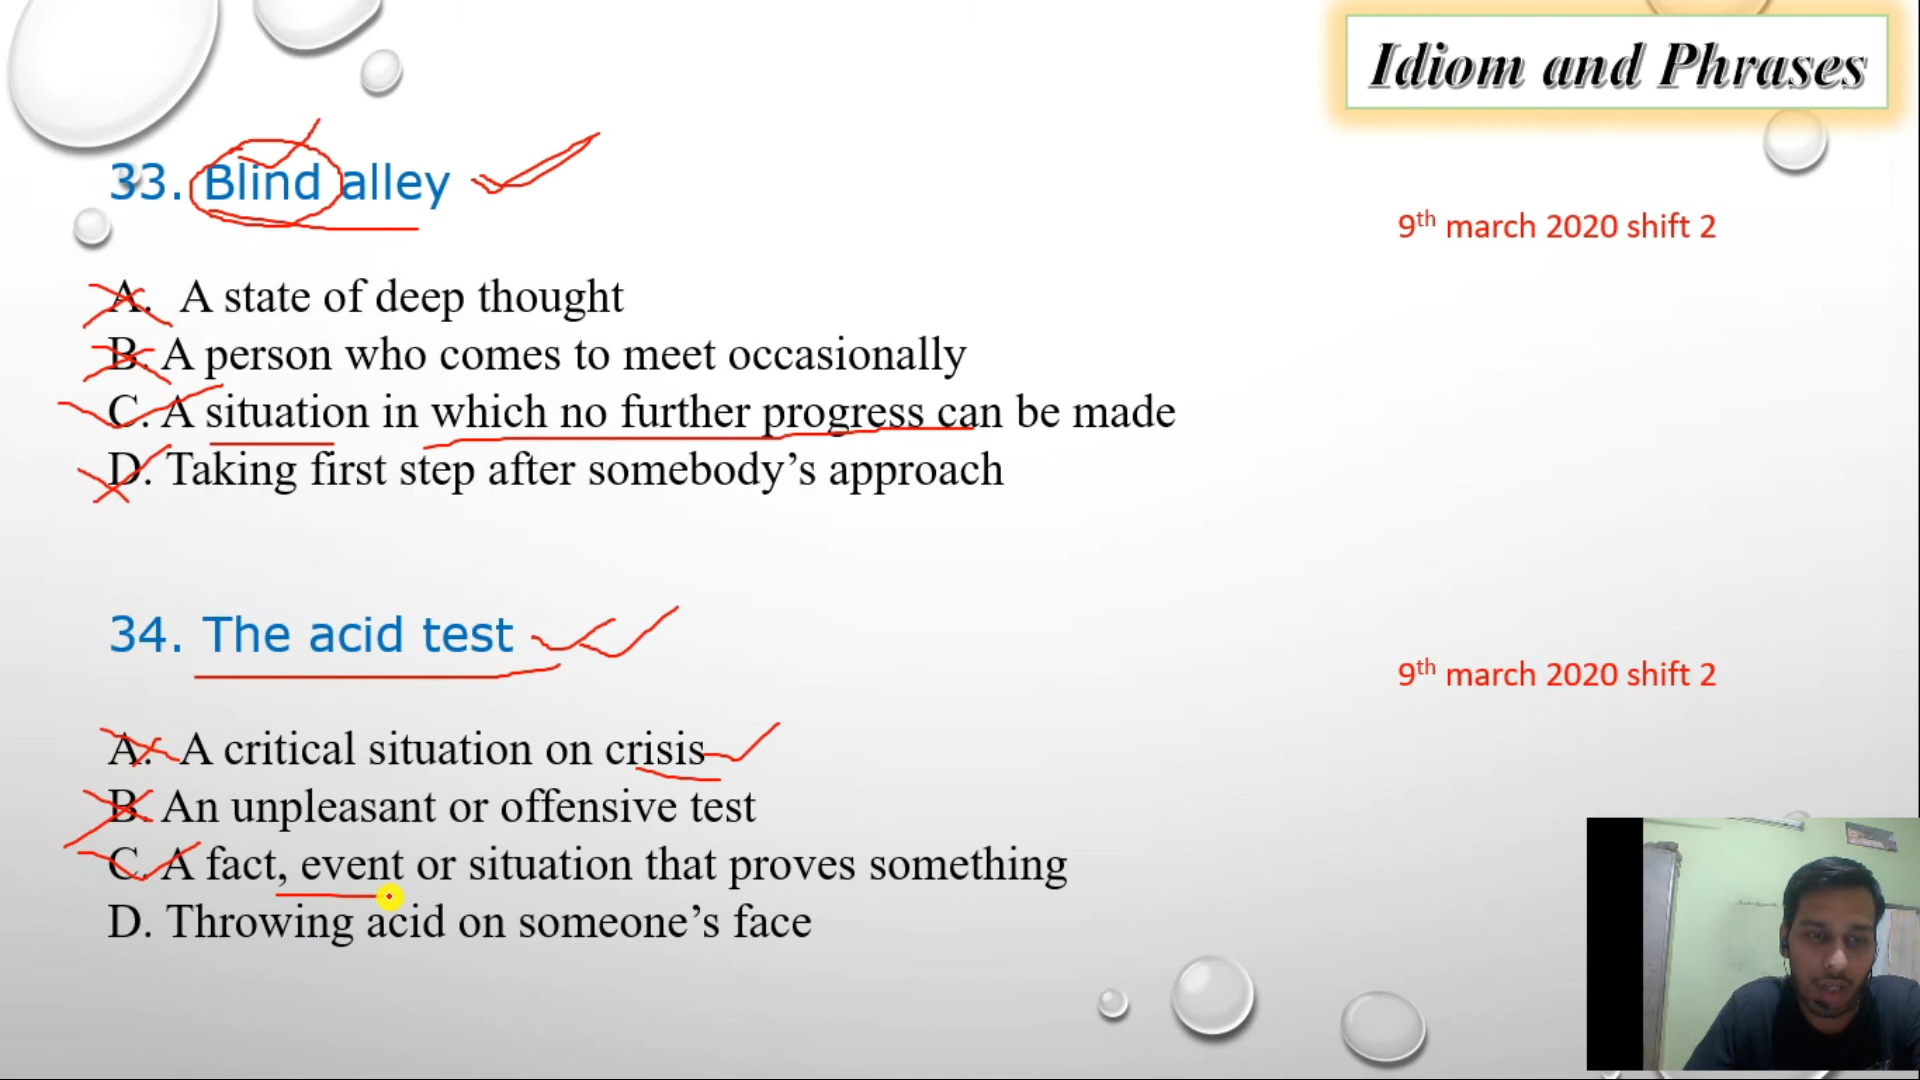 Idiom and Phrases
33. Blind alley
9th march 2020 shift 2
A. A state of deep thought
B. A person who comes to meet occasionally
C. A situation in which no further progress can be made
D. Taking first step after somebody’s approach
34. The acid test
9th march 2020 shift 2
A. A critical situation on crisis
B. An unpleasant or offensive test
C. A fact, event or situation that proves something
D. Throwing acid on someone’s face